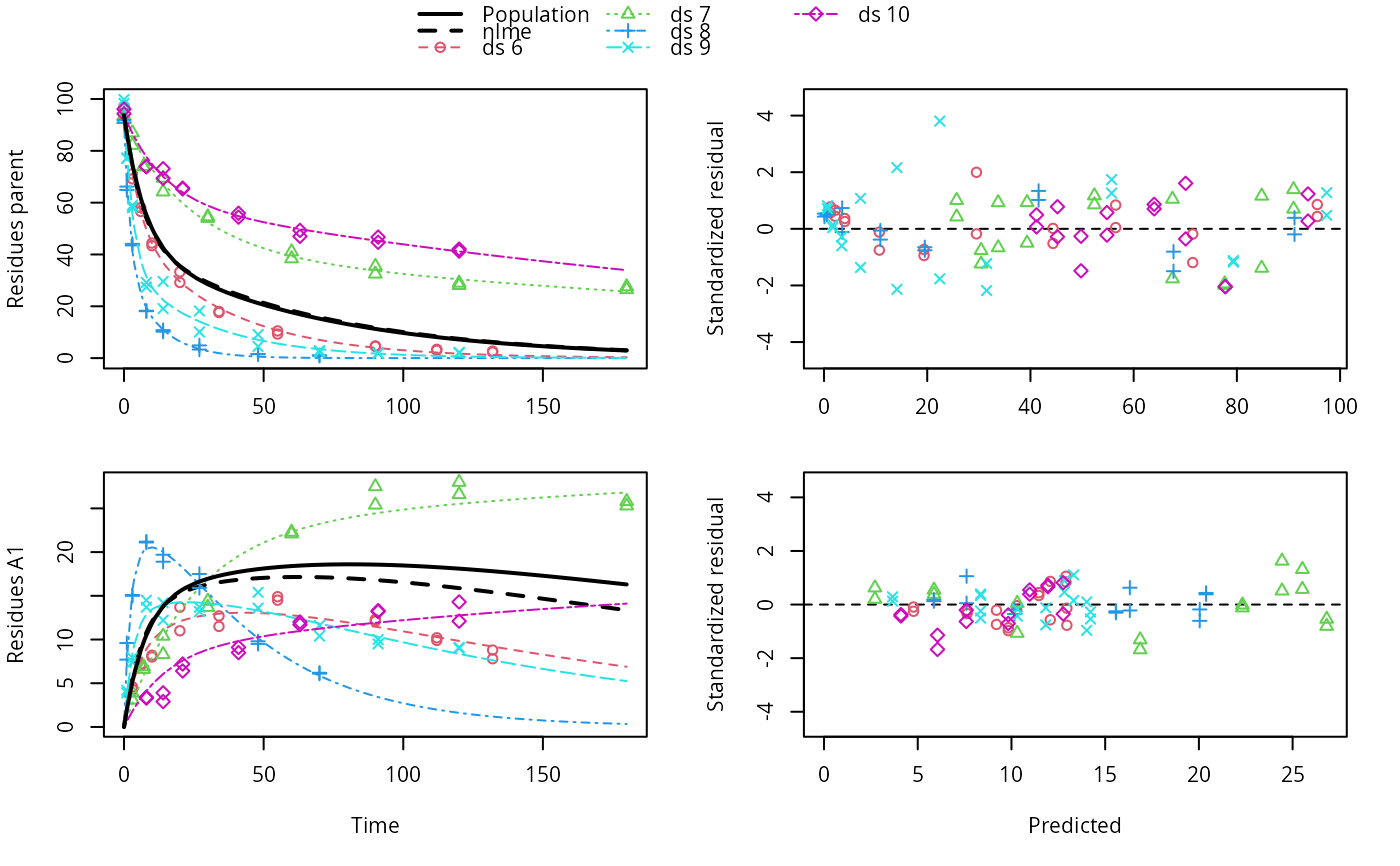 Population
nlme
ds 6
ds 7
ds 8
ds 9
ds 10
Residues parent
0 20 40 60 80 100
0 50 100 150
Standardized residual
-4 -2 0 2 4
0 20 40 60 80 100
Residues A1
0 5 10 20
0 50 100 150
Time
Standardized residual
-4 -2 0 2 4
0 5 10 15 20 25
Predicted